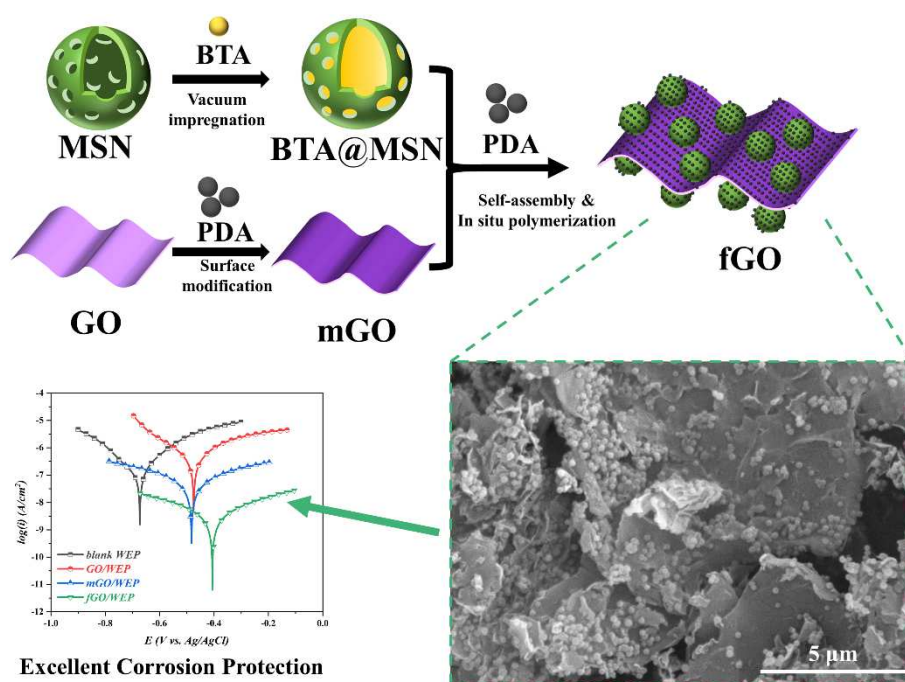 BTA
Vacuum
impregnation
MSN
BTA@MSN
PDA
Self-assembly &
In situ polymerization
fGO
PDA
Surface
modification
GO
mGO
-4
-5
-6
-7
-8
-9
-10
-11
-12
log(i) (A/cm²)
blank WEP
GO/WEP
mGO/WEP
fGO/WEP
-1.0
-0.8
-0.6
-0.4
-0.2
0.0
E (V vs. Ag/AgCl)
Excellent Corrosion Protection
5 μm